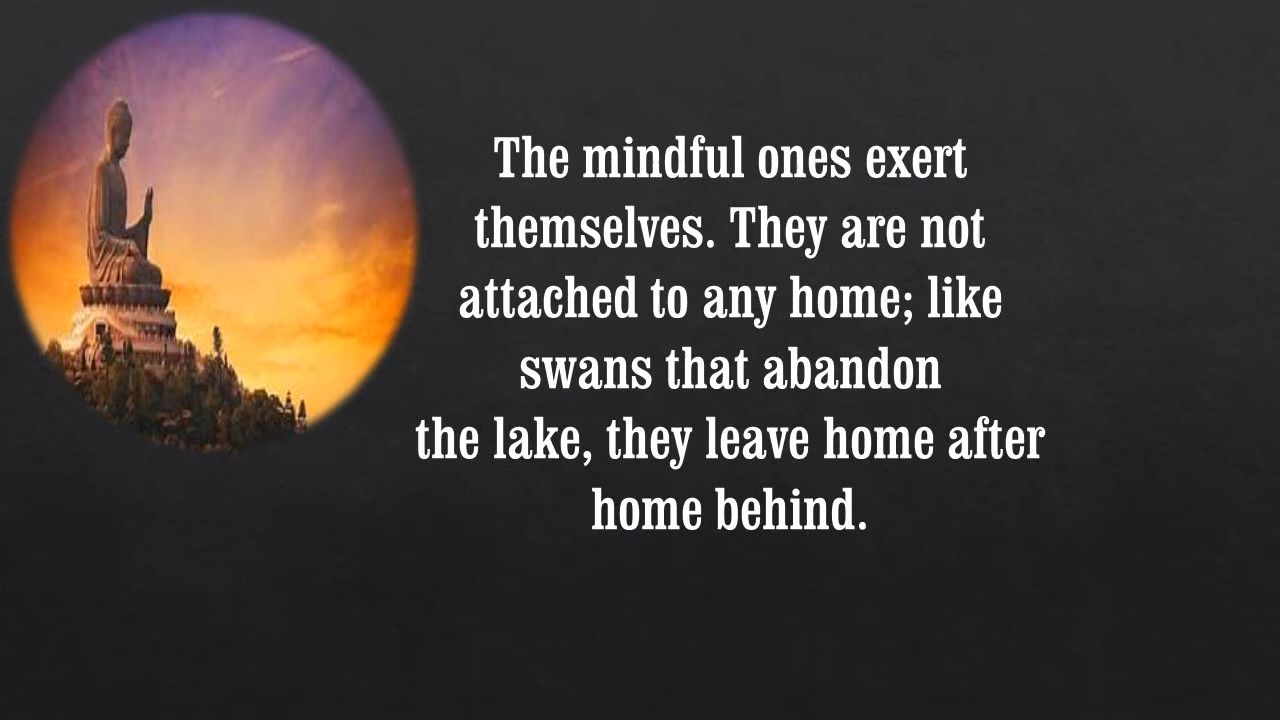 The mindful ones exert
themselves. They are not
attached to any home; like
swans that abandon
the lake, they leave home after
home behind.